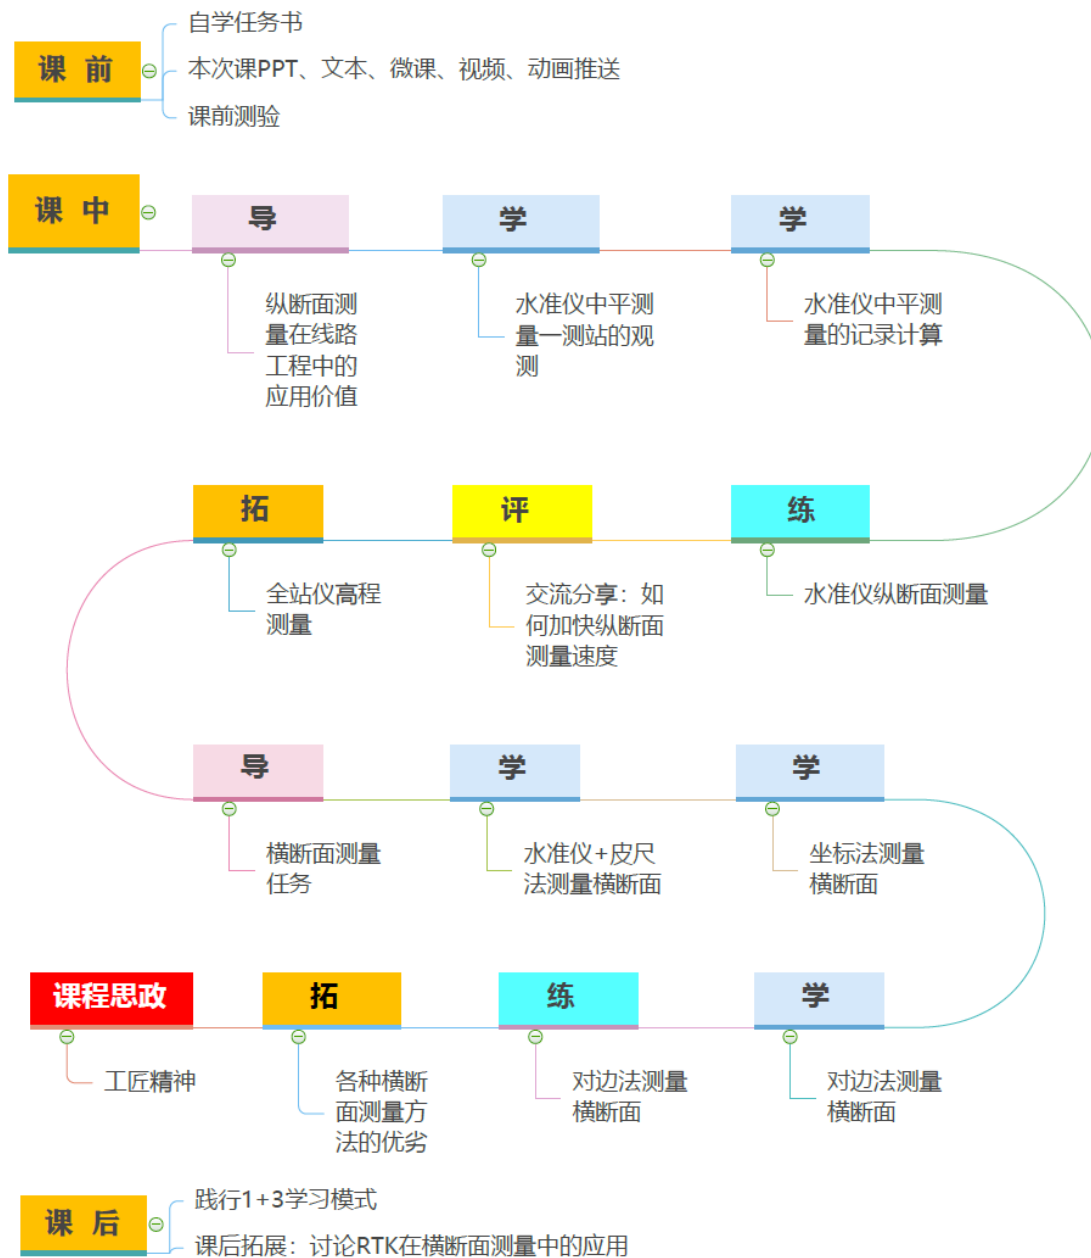 课 前
自学任务书
本次课PPT、文本、微课、视频、动画推送
课前测验
课 中
导
纵断面测
量在线路
工程中的
应用价值
学
水准仪中平测
量一测站的观
测
学
水准仪中平测
量的记录计算
练
水准仪纵断面测量
评
交流分享：如
何加快纵断面
测量速度
拓
全站仪高程
测量
导
横断面测量
任务
学
水准仪+皮尺
法测量横断面
学
坐标法测量
横断面
学
对边法测量
横断面
练
对边法测量
横断面
拓
各种横断
面测量方
法的优劣
课程思政
工匠精神
课 后
践行1+3学习模式
课后拓展：讨论RTK在横断面测量中的应用